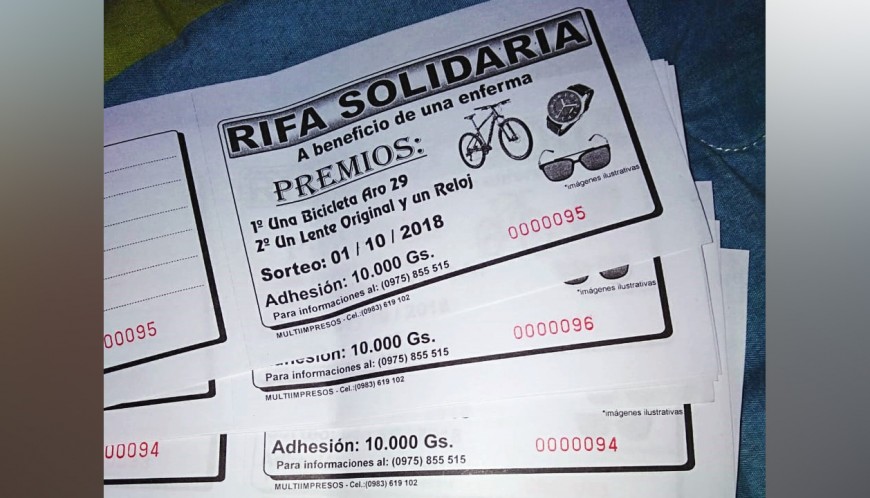 RIFA SOLIDARIA
A beneficio de una enferma
PREMIOS:
1º Una Bicicleta Aro 29
2º Un Lente Original y un Reloj
*imágenes ilustrativas
Sorteo: 01 / 10 / 2018
0000095
Adhesión: 10.000 Gs.
Para informaciones al: (0975) 855 515
MULTIIMPRESOS - Cel.:(0983) 619 102
0000095
2018
*imágenes ilustrativas
Adhesión: 10.000 Gs.
0000096
Para informaciones al: (0975) 855 515
MULTIIMPRESOS - Cel.:(0983) 619 102
*imágenes ilustrativas
Adhesión: 10.000 Gs.
0000094
Para informaciones al: (0975) 855 515
MULTIIMPRESOS - Cel.:(0983) 619 102
00094